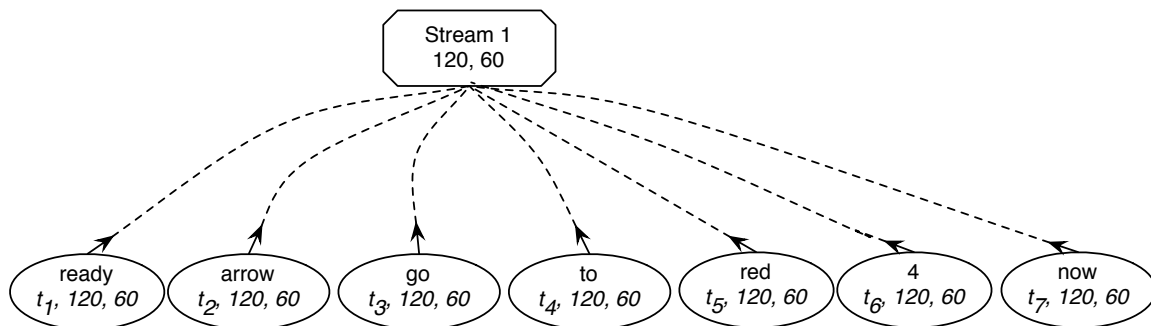 Stream 1
120, 60
ready
t1, 120, 60
arrow
t2, 120, 60
go
t3, 120, 60
to
t4, 120, 60
red
t5, 120, 60
4
t6, 120, 60
now
t7, 120, 60